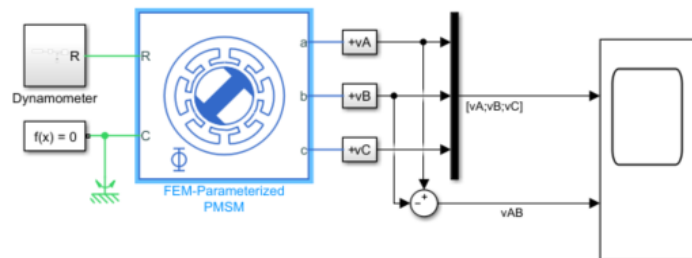 R
Dynamometer
f(x) = 0
R
C
a
b
c
Φ
FEM-Parameterized
PMSM
+vA
+vB
+vC
[vA;vB;vC]
− +
vAB